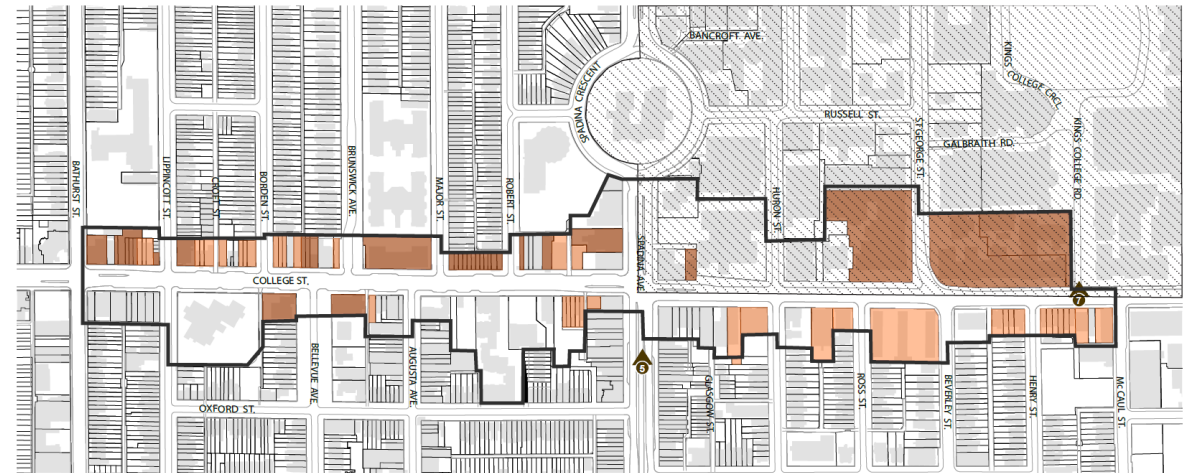 BANCROFT AVE.
SPADINA CRESCENT
KINGS COLLEGE CRCL
RUSSELL ST.
ST.GEORGE ST.
GALBRAITH RD.
KINGS COLLEGE RD.
BATHURST ST.
LIPPINCOTT ST.
CROFT ST.
BORDEN ST.
BRUNSWICK AVE.
MAJOR ST.
ROBERT ST.
HURON ST.
SPADINA AVE.
COLLEGE ST.
7
5
BELLEVUE AVE.
AUGUSTA AVE.
GLASGOW ST.
ROSS ST.
BEVERLEY ST.
HENRY ST.
McCAUL ST.
OXFORD ST.